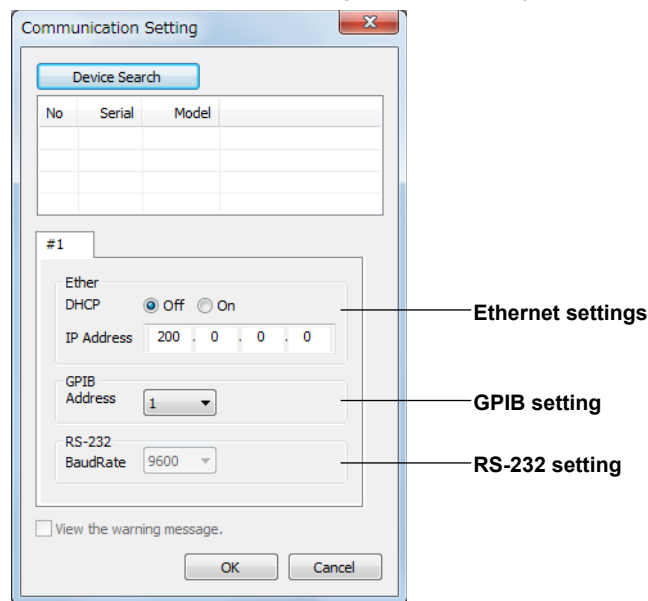 Communication Setting
x
Device Search
No Serial Model
#1
Ether
DHCP Off On
Ethernet settings
IP Address 200 . 0 . 0 . 0
GPIB
Address 1
GPIB setting
RS-232
BaudRate 9600
RS-232 setting
View the warning message.
OK Cancel